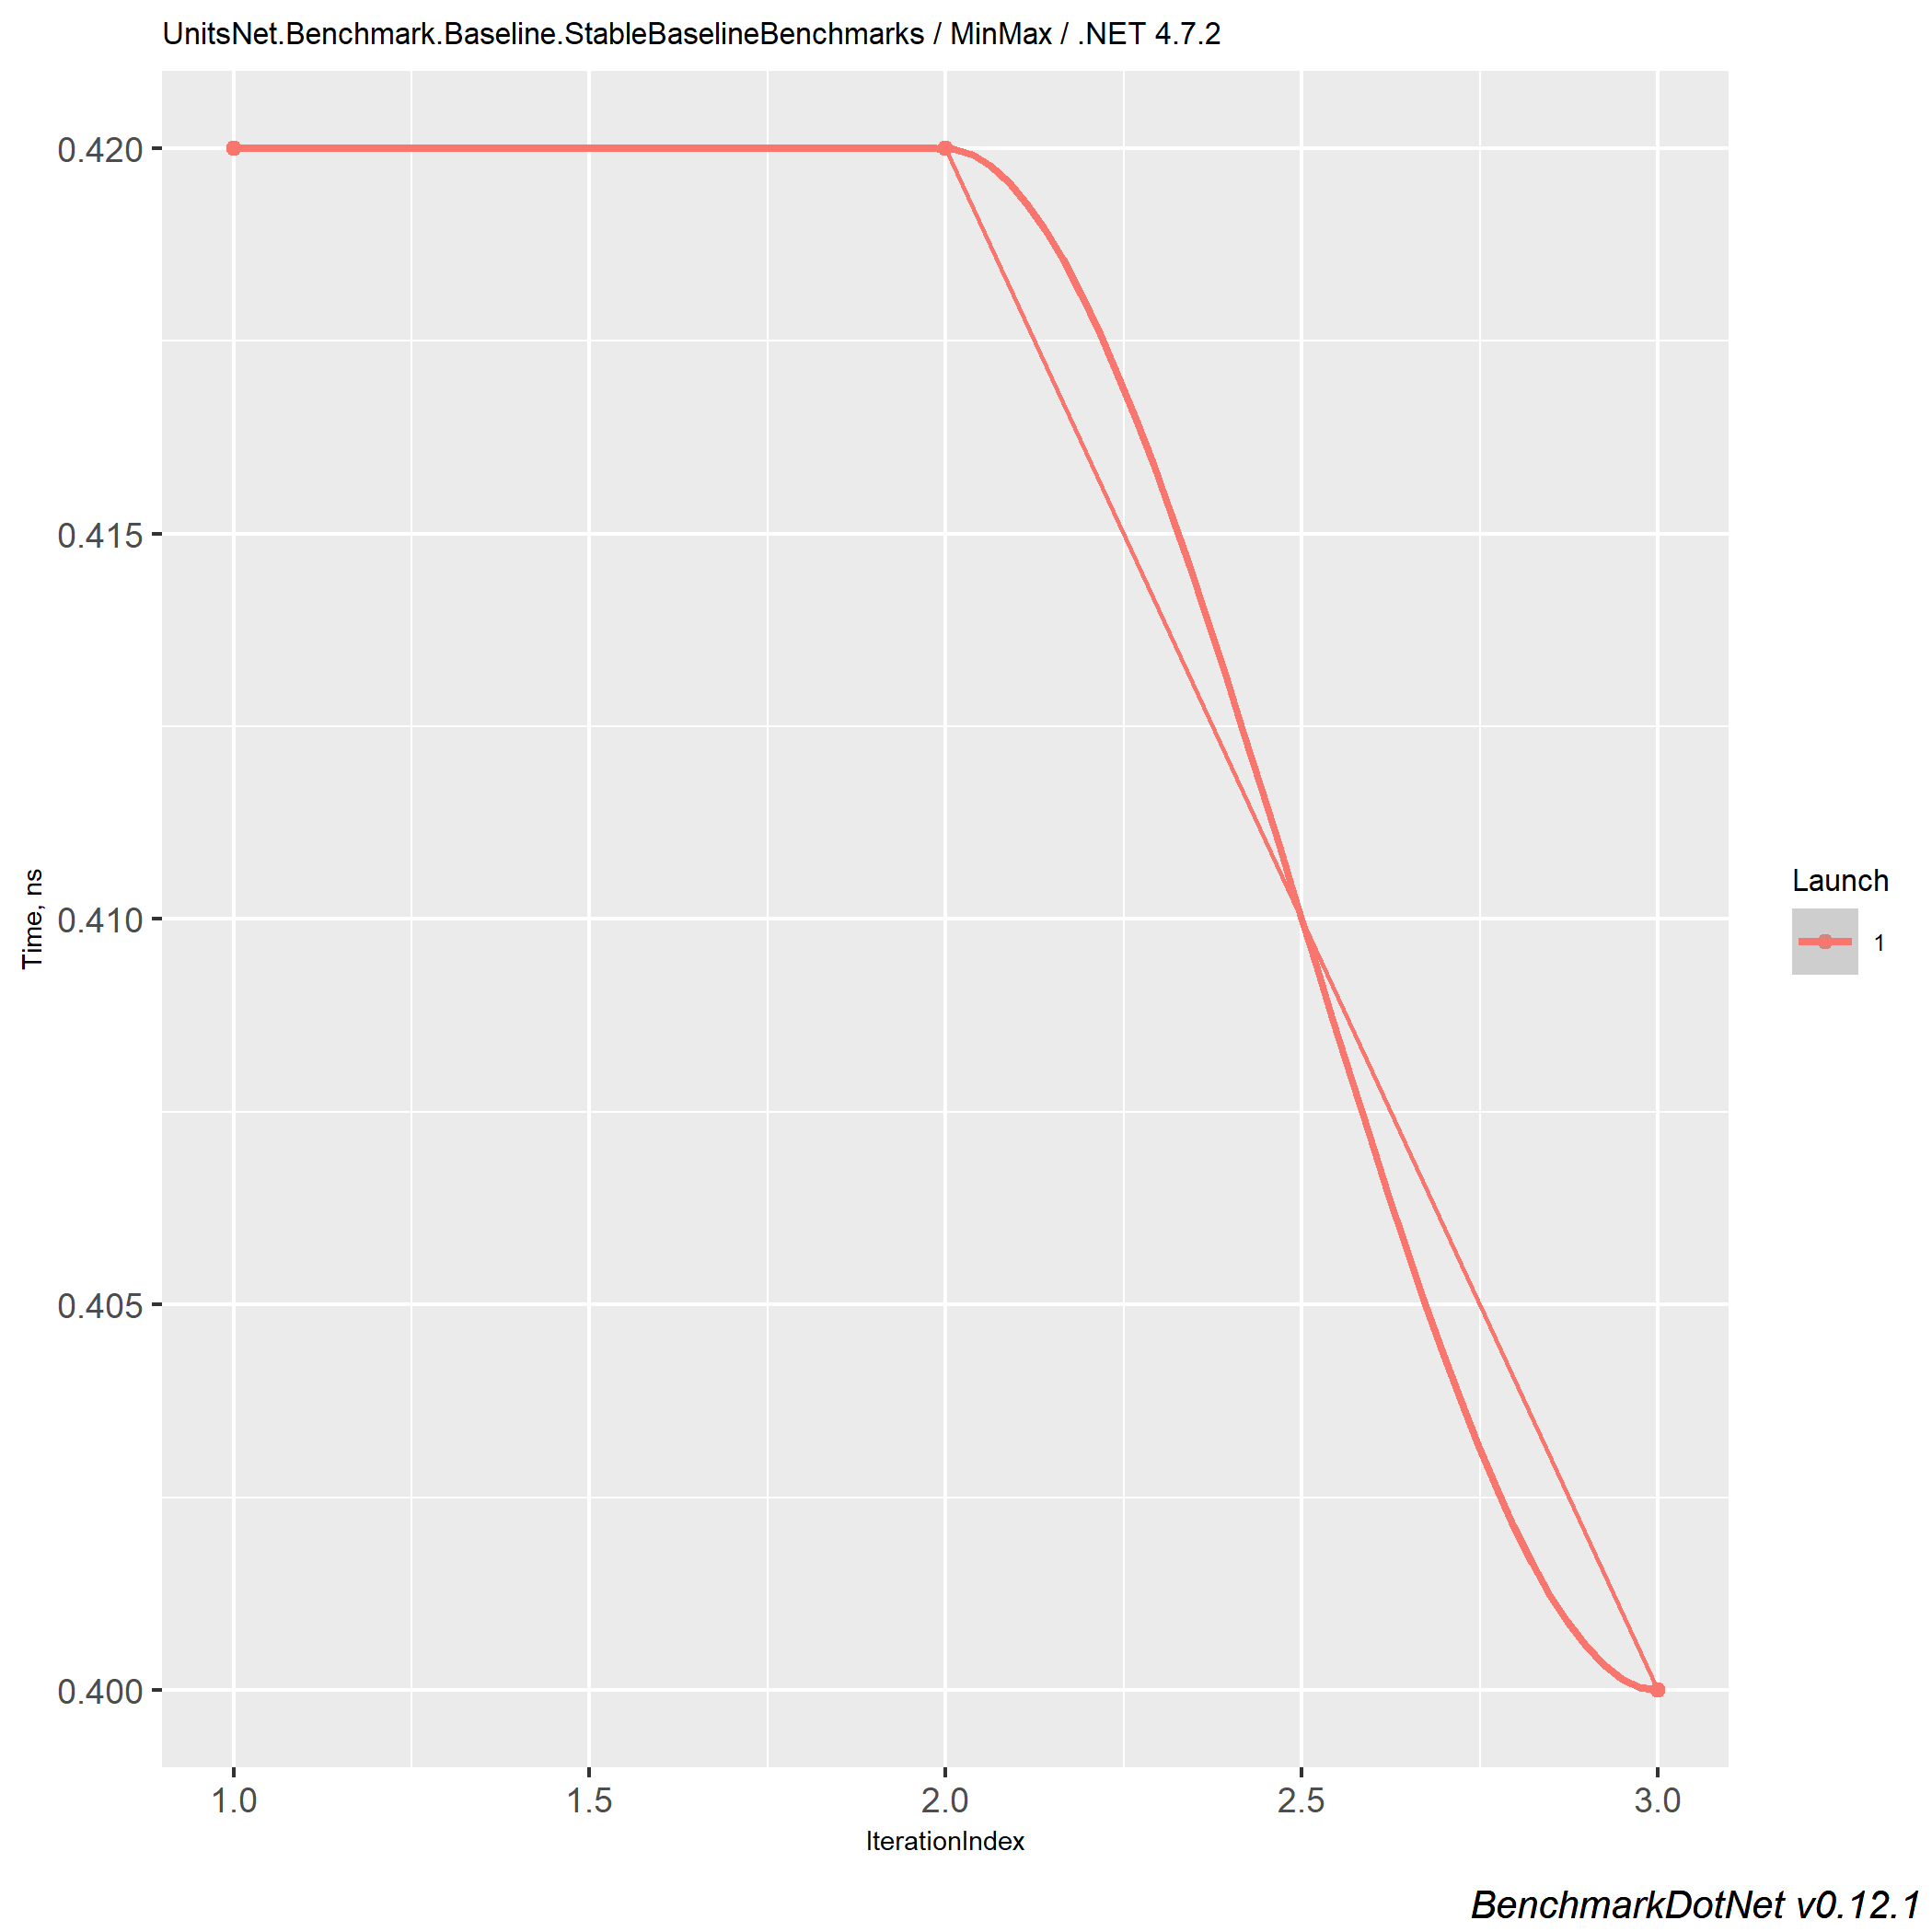 UnitsNet.Benchmark.Baseline.StableBaselineBenchmarks / MinMax / .NET 4.7.2
0.420
0.415
0.410
0.405
0.400
Time, ns
1.0 1.5 2.0 2.5 3.0
IterationIndex
Launch
1
BenchmarkDotNet v0.12.1